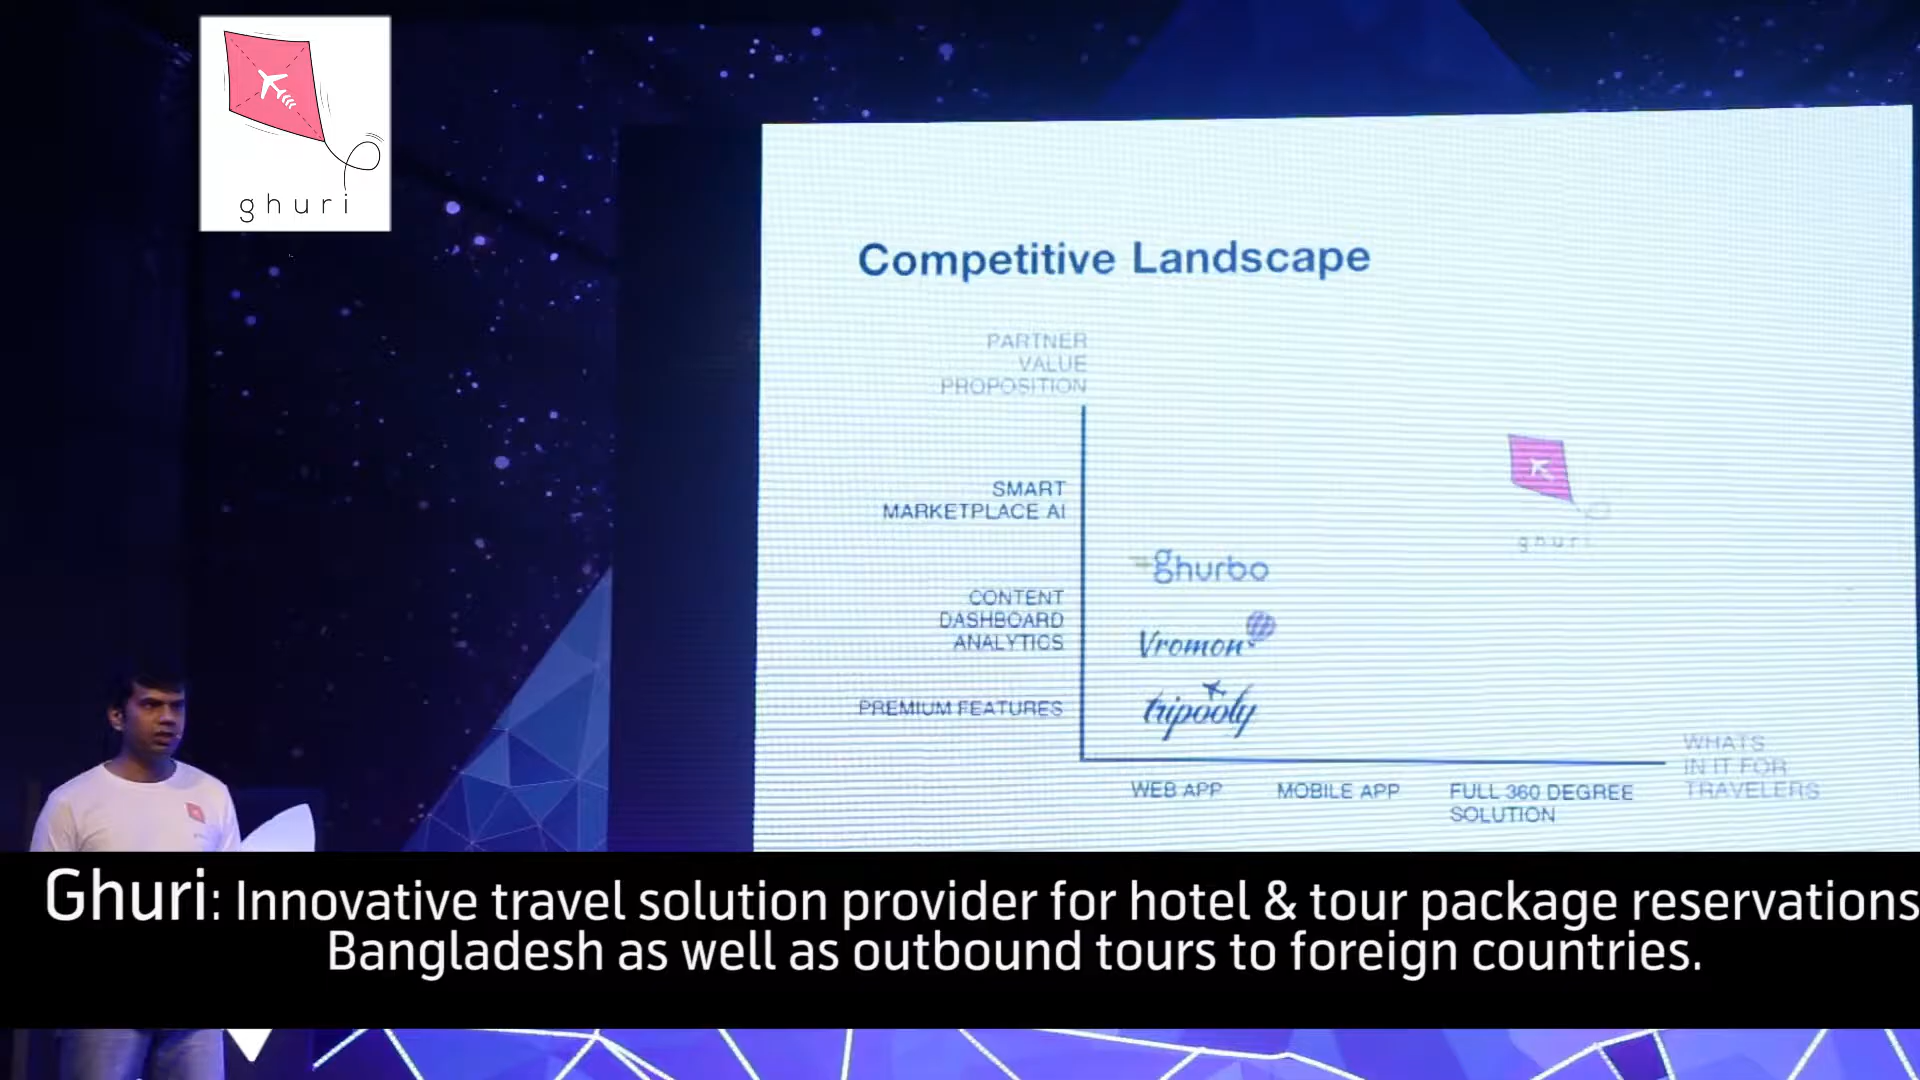 ghuri
Competitive Landscape
PARTNER
VALUE
PROPOSITION
SMART
MARKETPLACE AI
ghuri
ghurbo
CONTENT
DASHBOARD
ANALYTICS
Vromon
PREMIUM FEATURES
tripooly
WHATS
IN IT FOR
TRAVELERS
WEB APP
MOBILE APP
FULL 360 DEGREE
SOLUTION
Ghuri: Innovative travel solution provider for hotel & tour package reservations
Bangladesh as well as outbound tours to foreign countries.